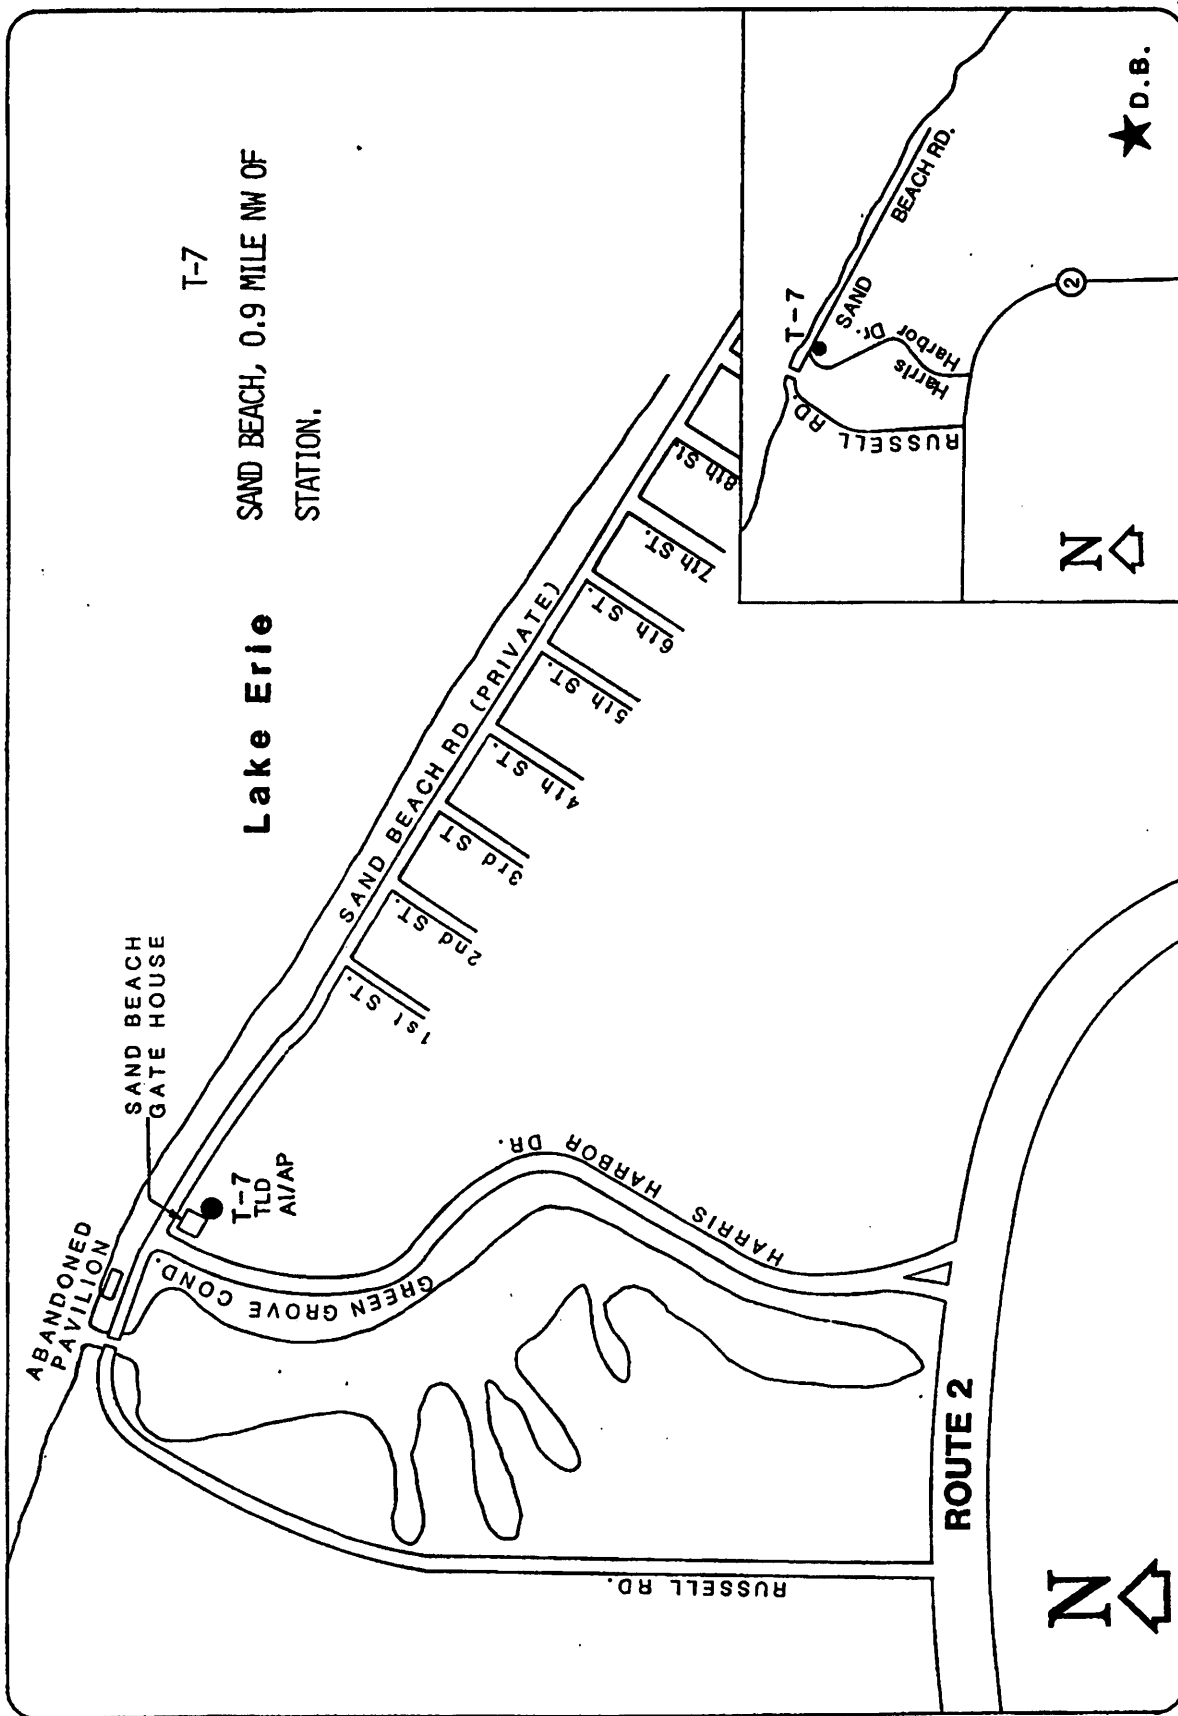 T-7
SAND BEACH, 0.9 MILE NW OF
STATION.
Lake Erie
SAND BEACH
GATE HOUSE
ABANDONED
PAVILION
T-7
TLD
AI/AP
SAND BEACH RD (PRIVATE)
1st ST.
2nd ST.
3rd ST
4th ST.
5th ST.
6th ST.
7th ST.
8th St.
GREEN GROVE COND.
HARRIS HARBOR DR.
RUSSELL RD.
ROUTE 2
N
T-7
SAND BEACH RD.
Harris Harbor Dr.
RUSSELL RD.
2
D.B.
N